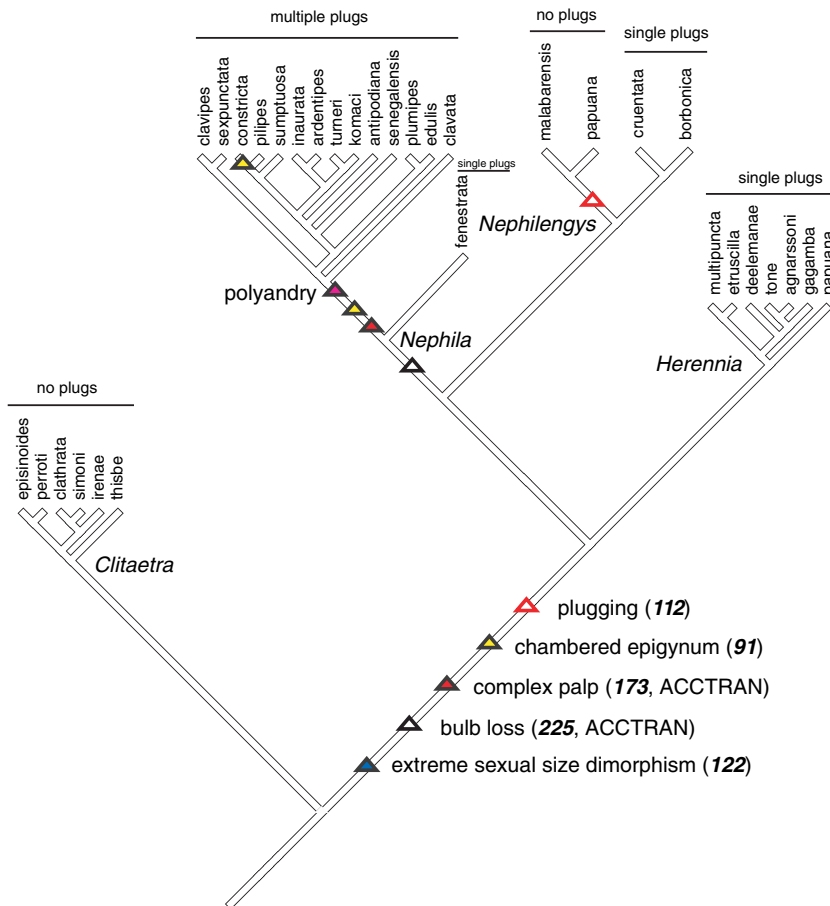 multiple plugs
no plugs
single plugs
clavipes
sexpunctata
constricta
pilipes
sumptuosa
inaurata
ardentipes
turneri
komaci
antipodiana
senegalensis
plumipes
edulis
clavata
single plugs
fenestrata
malabarensis
papuana
cruentata
borbonica
Nephilengys
single plugs
multipuncta
etruscilla
deelemanae
tone
agnarssoni
gagamba
papuana
polyandry
Nephila
Herennia
no plugs
episinoides
perroti
clathrata
simoni
irenae
thisbe
Clitaetra
plugging (112)
chambered epigynum (91)
complex palp (173, ACCTRAN)
bulb loss (225, ACCTRAN)
extreme sexual size dimorphism (122)